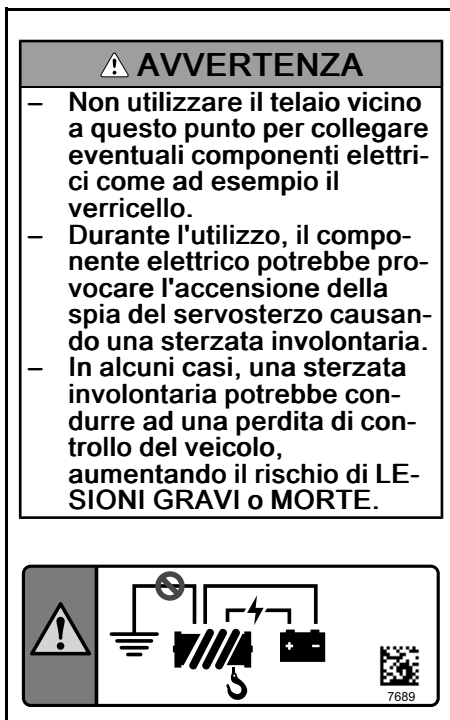 ⚠ AVVERTENZA
– Non utilizzare il telaio vicino
a questo punto per collegare
eventuali componenti elettri-
ci come ad esempio il
verricello.
– Durante l'utilizzo, il compo-
nente elettrico potrebbe pro-
vocare l'accensione della
spia del servosterzo causan-
do una sterzata involontaria.
– In alcuni casi, una sterzata
involontaria potrebbe con-
durre ad una perdita di con-
trollo del veicolo,
aumentando il rischio di LE-
SIONI GRAVI o MORTE.
+ -
7689